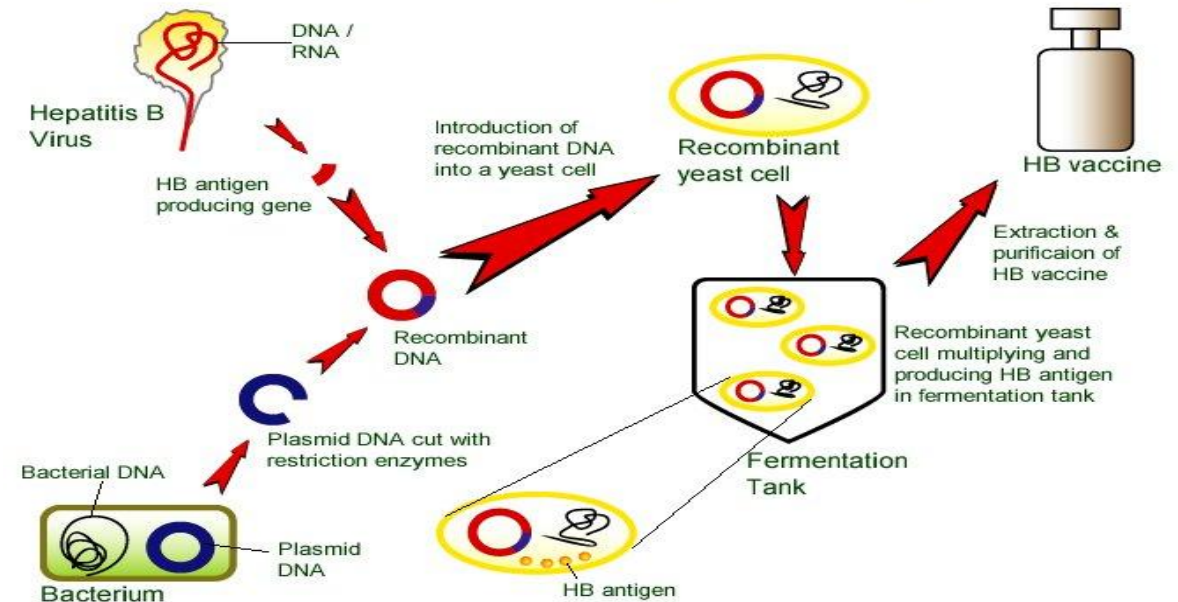 DNA /
RNA
Hepatitis B
Virus
HB antigen
producing gene
Introduction of
recombinant DNA
into a yeast cell
Recombinant
yeast cell
HB vaccine
Extraction &
purificaion of
HB vaccine
Recombinant
DNA
Recombinant yeast
cell multiplying and
producing HB antigen
in fermentation tank
Plasmid DNA cut with
restriction enzymes
Fermentation
Tank
Bacterial DNA
Plasmid
DNA
Bacterium
HB antigen